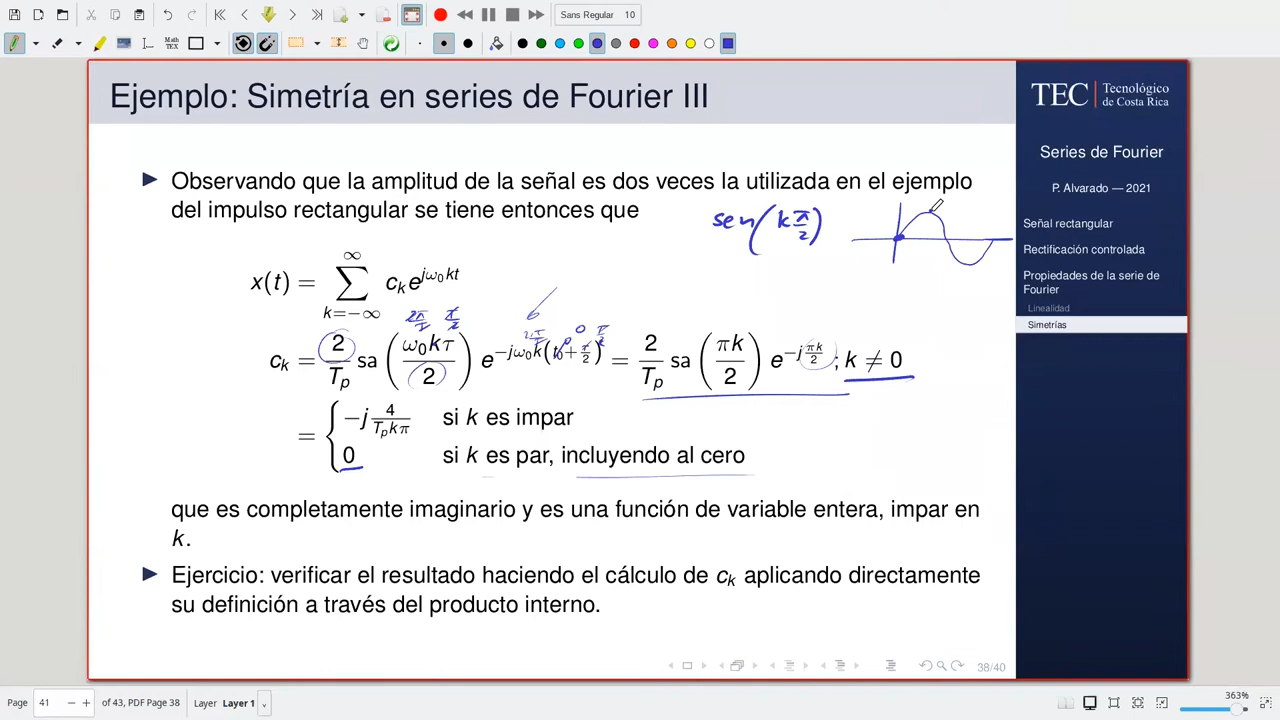 Sans Regular 10
Math
TEX
Ejemplo: Simetría en series de Fourier III
Observando que la amplitud de la señal es dos veces la utilizada en el ejemplo
del impulso rectangular se tiene entonces que
sen(k π/2)
x(t) = ∑_{k=−∞}^{∞} c_k e^{jω₀kt}
c_k = 2/T_p sa (ω₀kτ/2) e^{−jω₀k( + τ/2)} = 2/T_p sa (πk/2) e^{−j πk/2}; k ≠ 0
= { −j 4/(T_p kπ) si k es impar
0 si k es par, incluyendo al cero
que es completamente imaginario y es una función de variable entera, impar en
k.
Ejercicio: verificar el resultado haciendo el cálculo de c_k aplicando directamente
su definición a través del producto interno.
38/40
TEC | Tecnológico
de Costa Rica
Series de Fourier
P. Alvarado — 2021
Señal rectangular
Rectificación controlada
Propiedades de la serie de
Fourier
Linealidad
Simetrías
Page 41 − + of 43, PDF Page 38 Layer Layer 1
363%